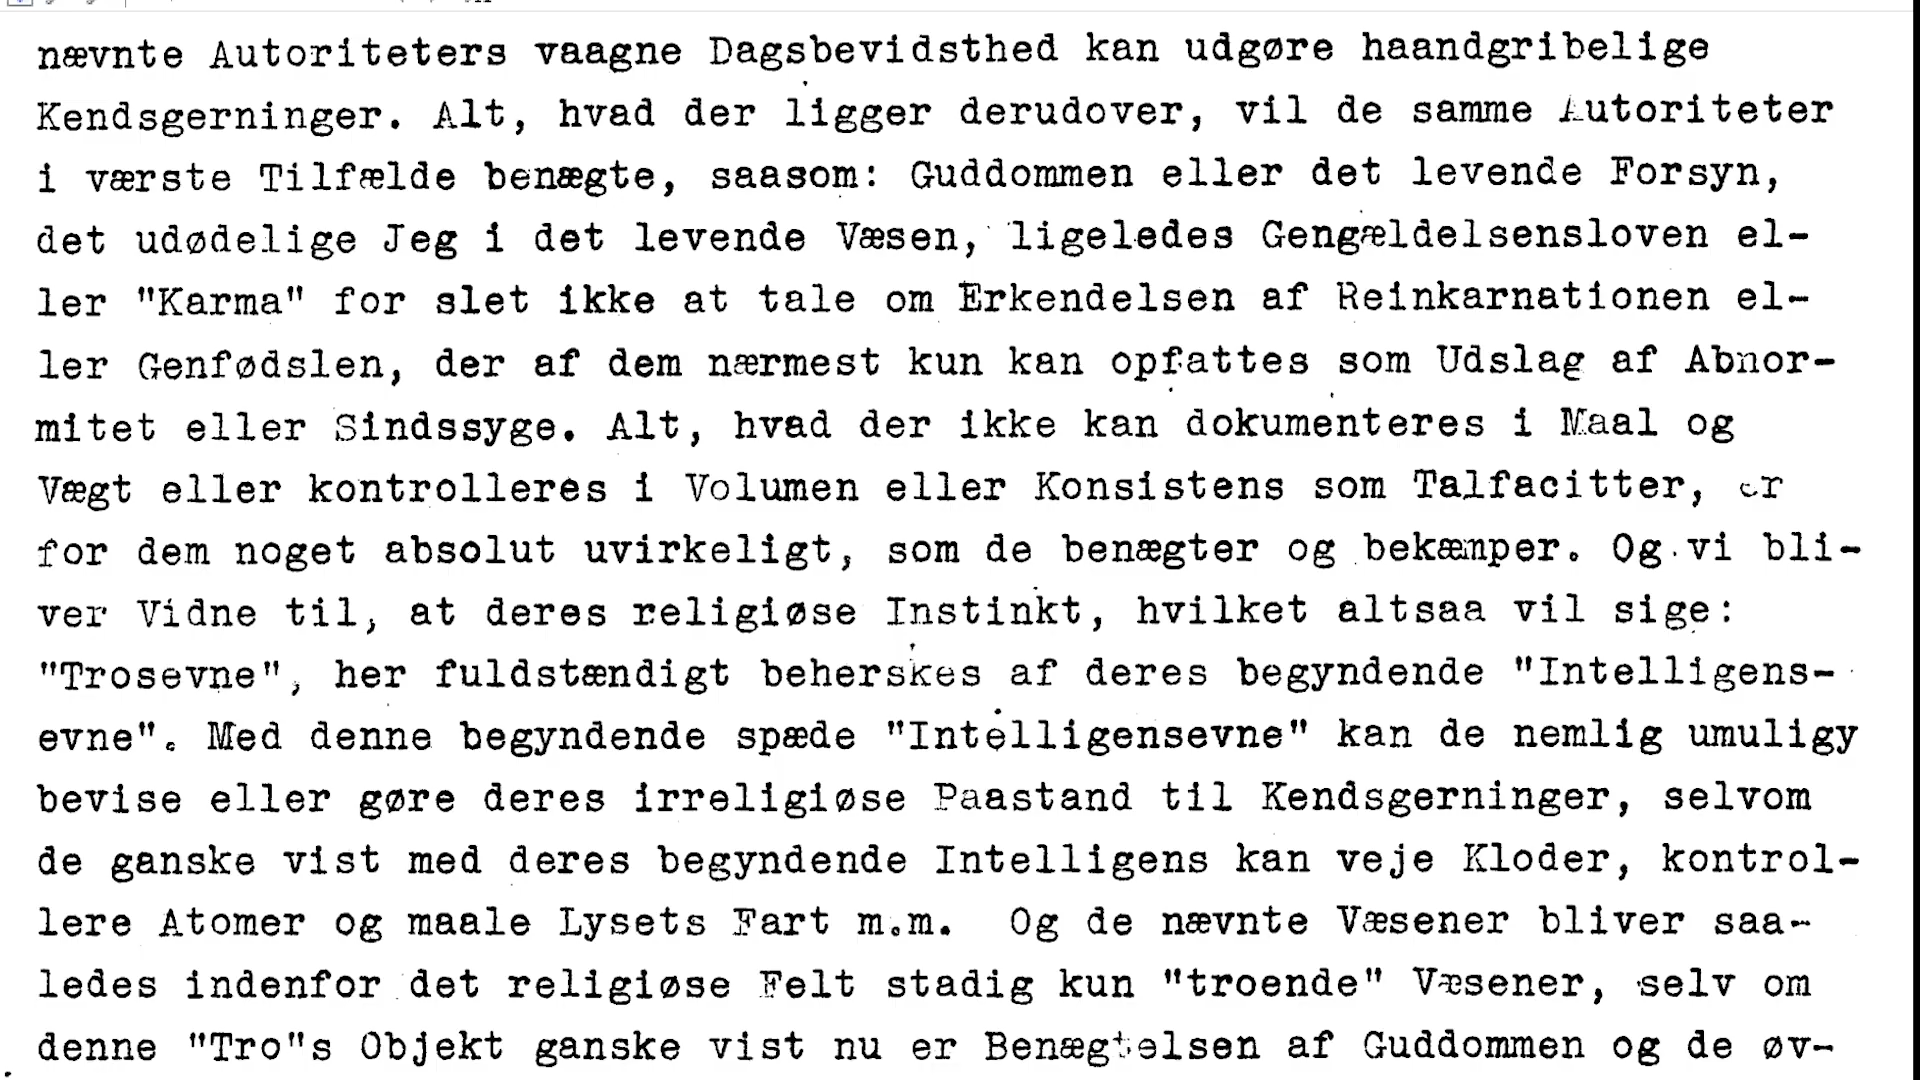 nævnte Autoriteters vaagne Dagsbevidsthed kan udgøre haandgribelige
Kendsgerninger. Alt, hvad der ligger derudover, vil de samme Autoriteter
i værste Tilfælde benægte, saasom: Guddommen eller det levende Forsyn,
det udødelige Jeg i det levende Væsen, ligeledes Gengældelsensloven el-
ler "Karma" for slet ikke at tale om Erkendelsen af Reinkarnationen el-
ler Genfødslen, der af dem nærmest kun kan opfattes som Udslag af Abnor-
mitet eller Sindssyge. Alt, hvad der ikke kan dokumenteres i Maal og
Vægt eller kontrolleres i Volumen eller Konsistens som Talfacitter, er
for dem noget absolut uvirkeligt, som de benægter og bekæmper. Og vi bli-
ver Vidne til, at deres religiøse Instinkt, hvilket altsaa vil sige:
"Trosevne", her fuldstændigt beherskes af deres begyndende "Intelligens-
evne". Med denne begyndende spæde "Intelligensevne" kan de nemlig umuligy
bevise eller gøre deres irreligiøse Paastand til Kendsgerninger, selvom
de ganske vist med deres begyndende Intelligens kan veje Kloder, kontrol-
lere Atomer og maale Lysets Fart m.m. Og de nævnte Væsener bliver saa-
ledes indenfor det religiøse Felt stadig kun "troende" Væsener, selv om
denne "Tro"s Objekt ganske vist nu er Benægtelsen af Guddommen og de øv-